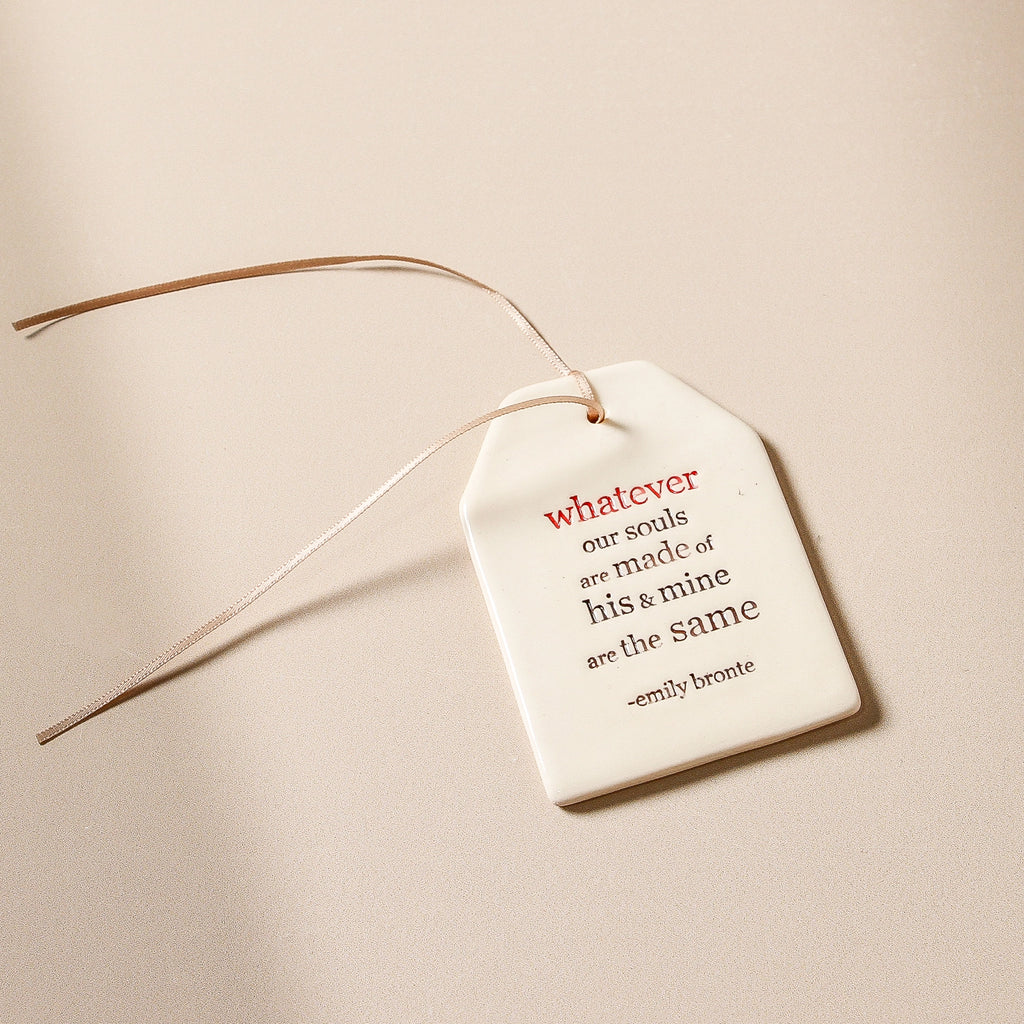 whatever
our souls
are made of
his & mine
are the same
-emily bronte